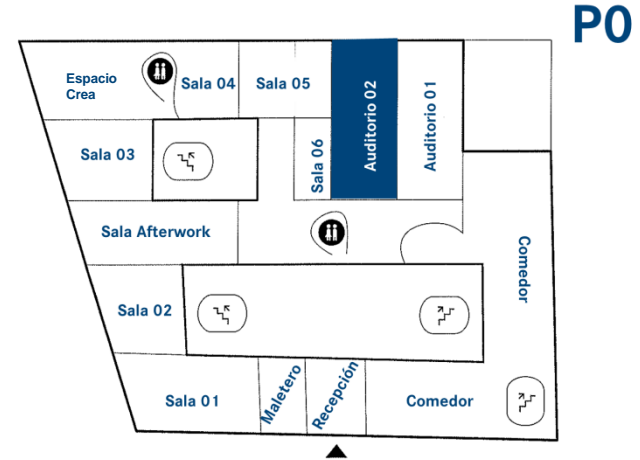 P0
Espacio
Crea
Sala 04
Sala 05
Sala 06
Auditorio 02
Auditorio 01
Sala 03
Sala Afterwork
Comedor
Sala 02
Sala 01
Maletero
Recepción
Comedor